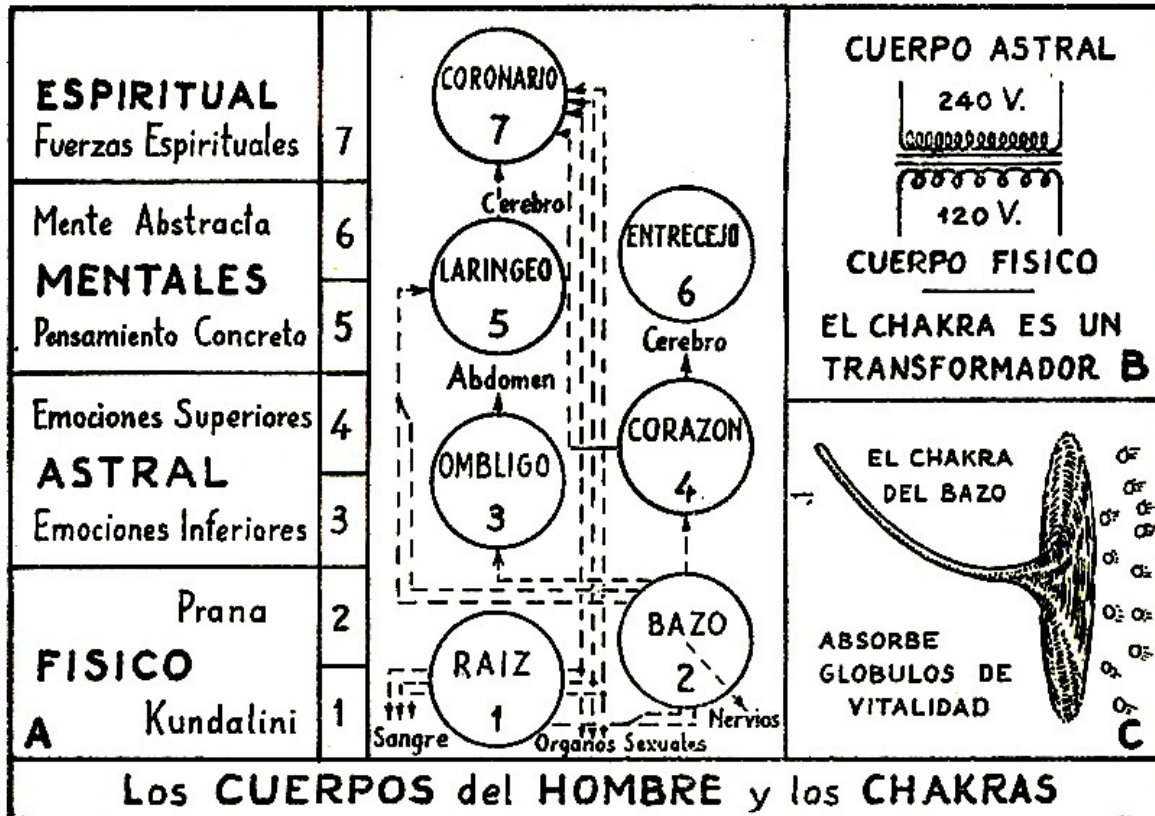 ESPIRITUAL
Fuerzas Espirituales
7
Mente Abstracta
6
MENTALES
Pensamiento Concreto
5
Emociones Superiores
4
ASTRAL
Emociones Inferiores
3
Prana
2
FISICO
Kundalini
1
A
CORONARIO
7
Cerebro
LARINGEO
5
ENTRECEJO
6
Cerebro
Abdomen
OMBLIGO
3
CORAZON
4
RAIZ
1
BAZO
2
Sangre
Organos Sexuales
Nervios
CUERPO ASTRAL
240 V.
120 V.
CUERPO FISICO
EL CHAKRA ES UN
TRANSFORMADOR B
EL CHAKRA
DEL BAZO
ABSORBE
GLOBULOS DE
VITALIDAD
C
Los CUERPOS del HOMBRE y los CHAKRAS